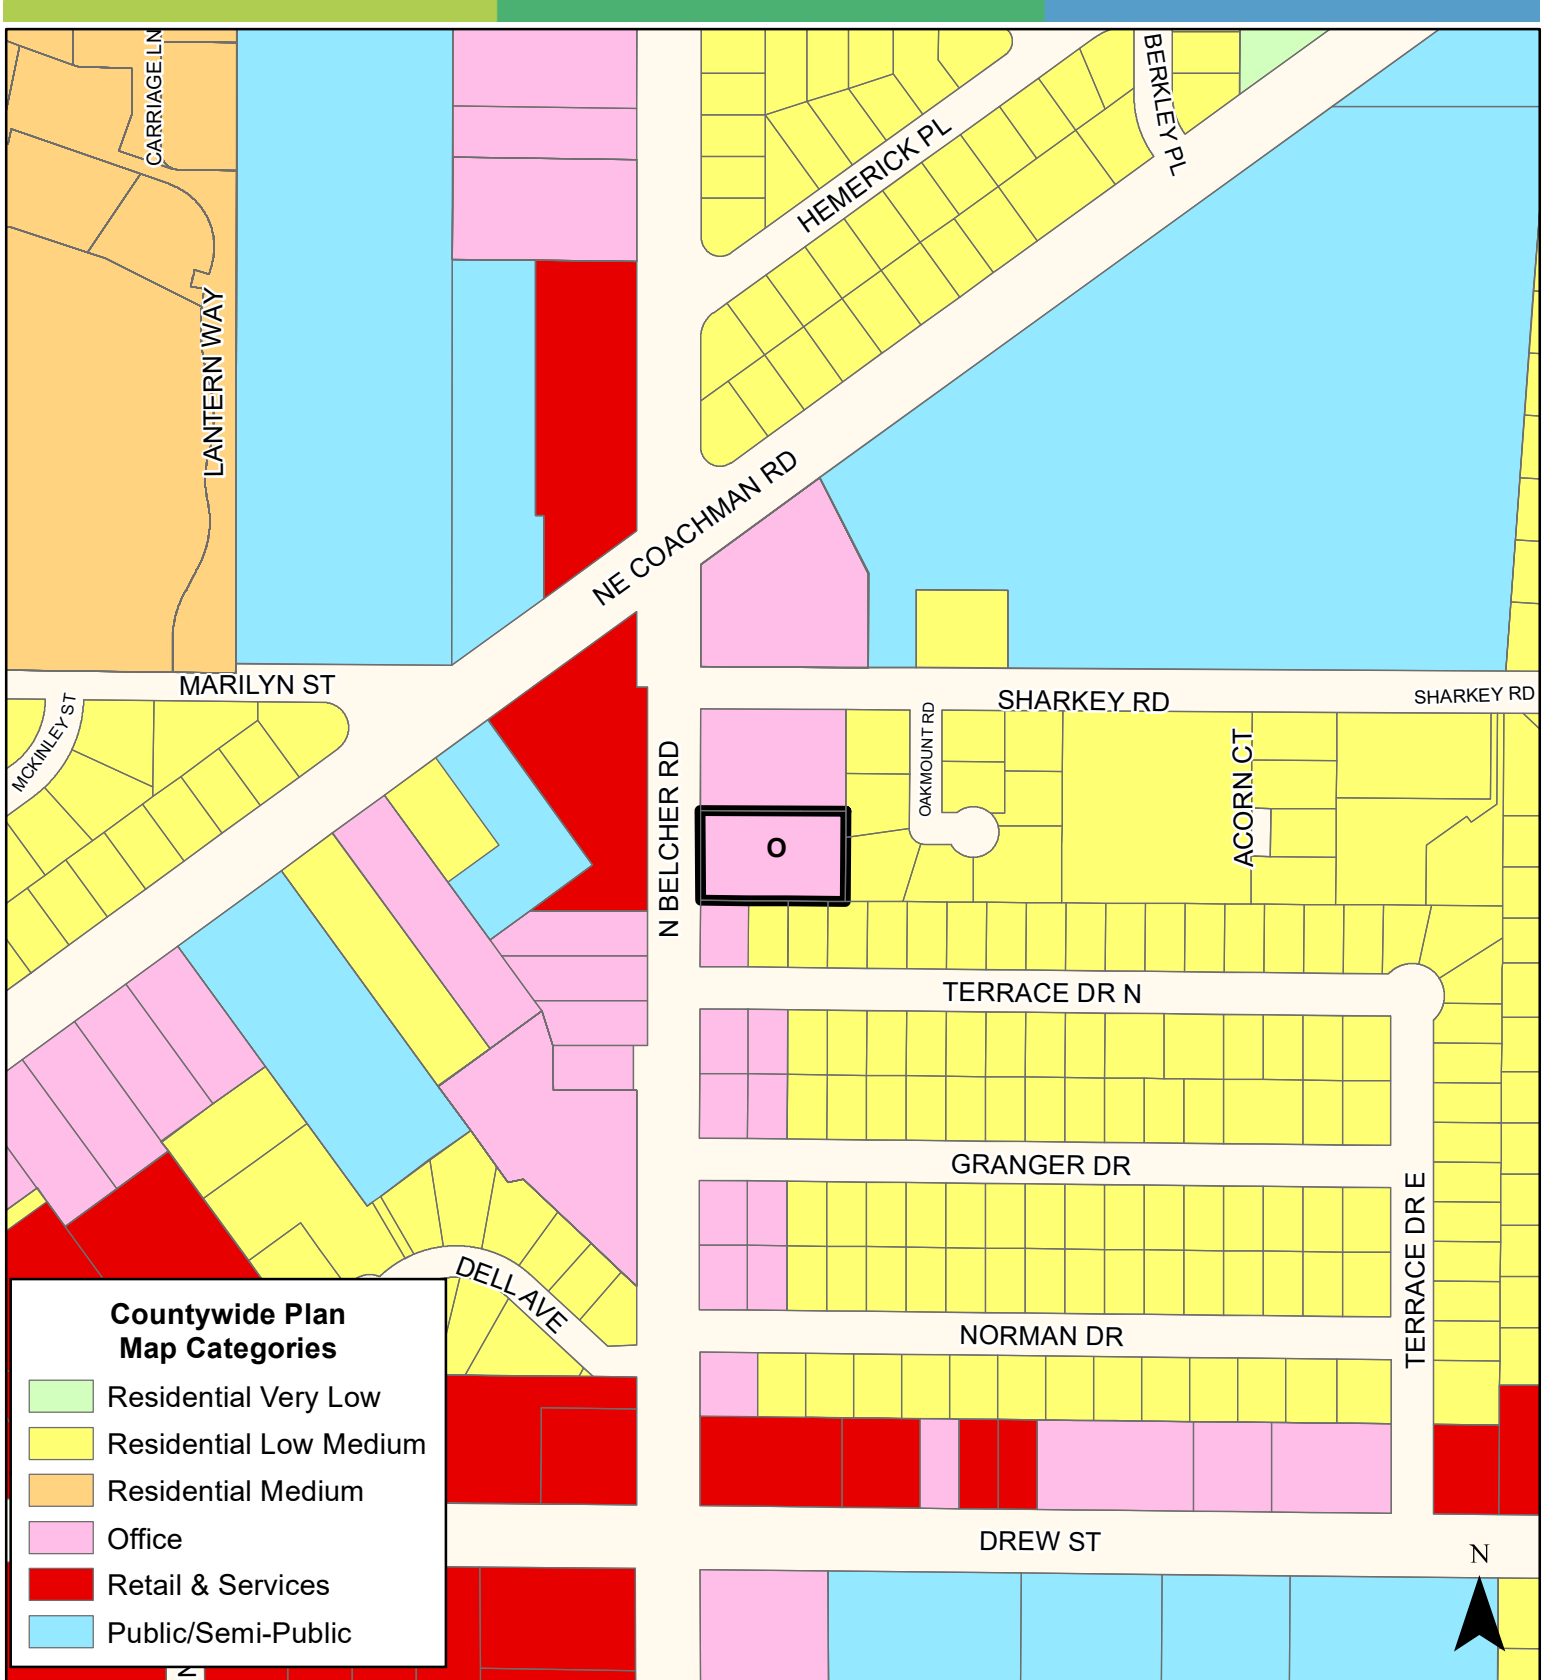 CARRIAGE LN
BERKLEY PL
HEMERICK PL
LANTERN WAY
NE COACHMAN RD
MARILYN ST
SHARKEY RD
SHARKEY RD
MCKINLEY ST
OAKMOUNT RD
ACORN CT
N BELCHER RD
O
TERRACE DR N
GRANGER DR
TERRACE DR E
DELL AVE
NORMAN DR
Countywide Plan
Map Categories
Residential Very Low
Residential Low Medium
Residential Medium
Office
Retail & Services
Public/Semi-Public
DREW ST
N
N